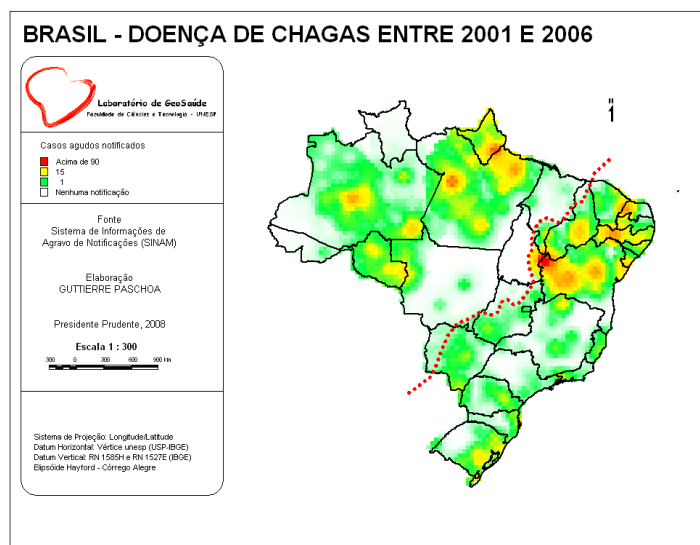 BRASIL - DOENÇA DE CHAGAS ENTRE 2001 E 2006
Laboratório de GeoSaúde
Faculdade de Ciências e Tecnologia - UNESP
Casos agudos notificados
Acima de 90
15
1
Nenhuma notificação
Fonte
Sistema de Informações de
Agravo de Notificações (SINAM)
Elaboração
GUTTIERRE PASCHOA
Presidente Prudente, 2008
Escala 1 : 300
300 0 300 600 900 Km
Sistema de Projeção: Longitude/Latitude
Datum Horizontal: Vértice unesp (USP-IBGE)
Datum Vertical: RN 1585H e RN 1527E (IBGE)
Elipsóide Hayford - Córrego Alegre
N